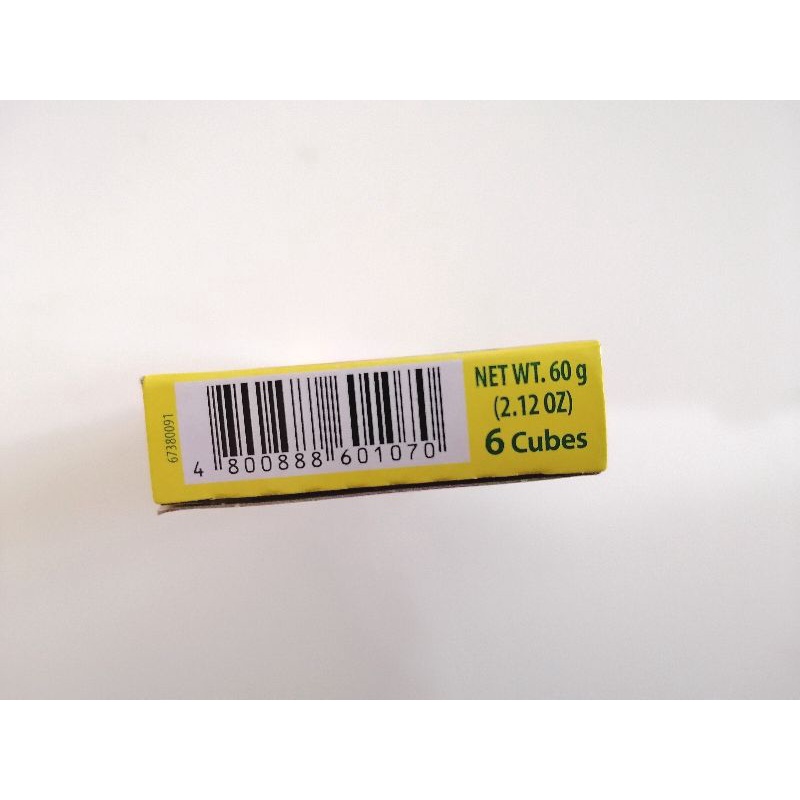 67380091
4 800888 601070
NET WT. 60 g
(2.12 OZ)
6 Cubes